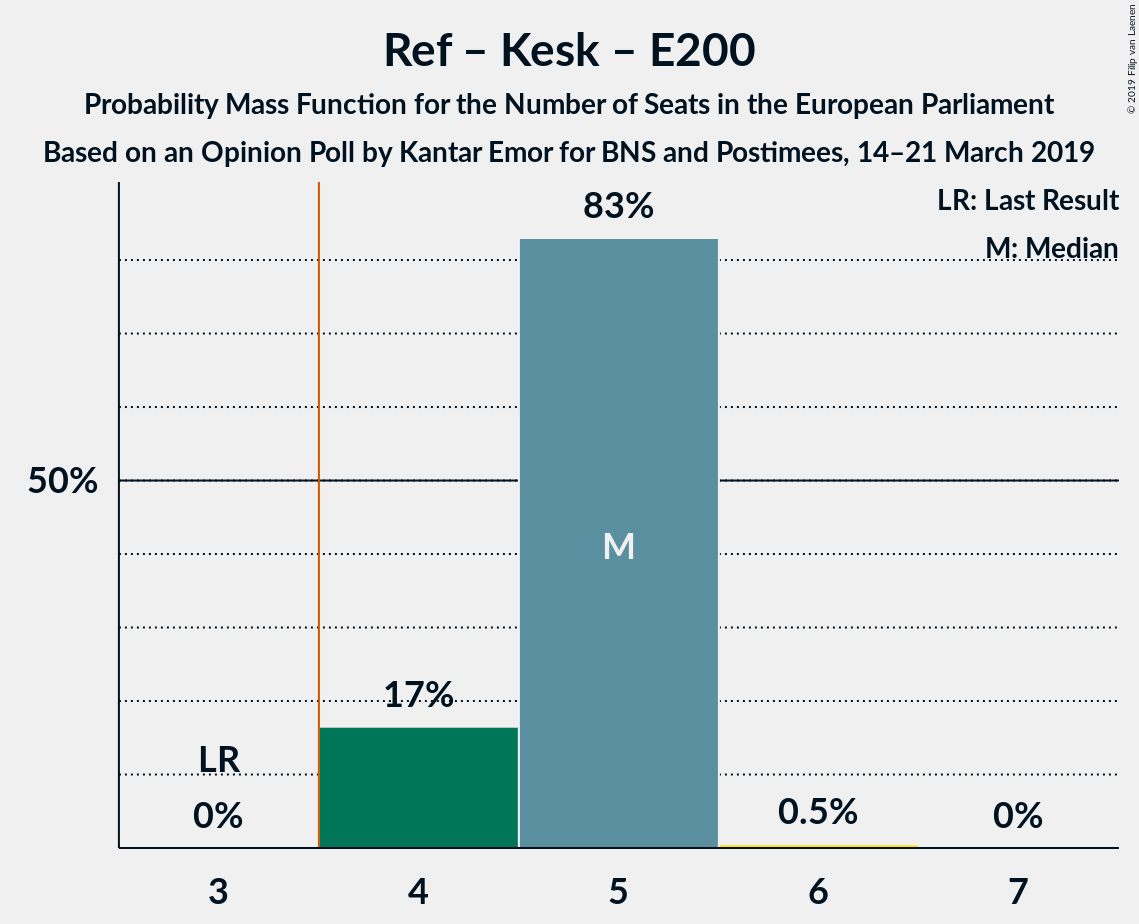 Ref – Kesk – E200
Probability Mass Function for the Number of Seats in the European Parliament
Based on an Opinion Poll by Kantar Emor for BNS and Postimees, 14–21 March 2019
© 2019 Filip van Laenen
LR: Last Result
M: Median
83%
50%
M
17%
LR
0%
0.5%
0%
3 4 5 6 7